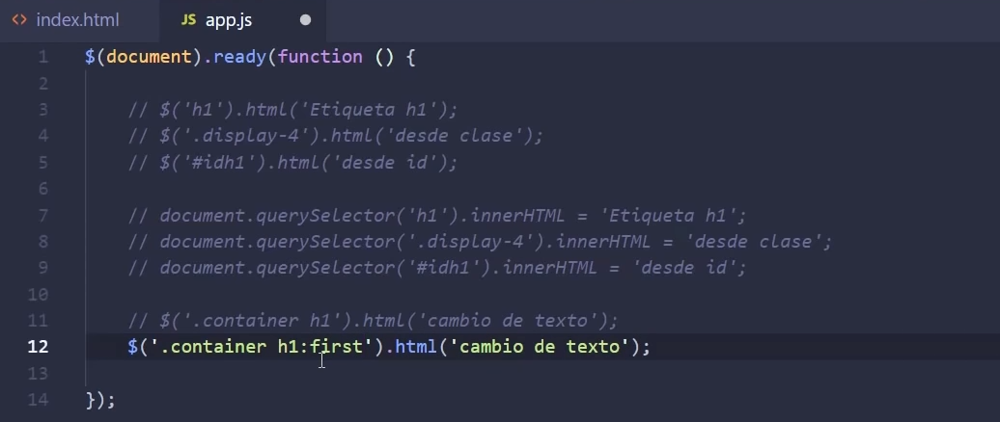 <> index.html
JS app.js
1 $(document).ready(function () {
2
3 // $('h1').html('Etiqueta h1');
4 // $('.display-4').html('desde clase');
5 // $('#idh1').html('desde id');
6
7 // document.querySelector('h1').innerHTML = 'Etiqueta h1';
8 // document.querySelector('.display-4').innerHTML = 'desde clase';
9 // document.querySelector('#idh1').innerHTML = 'desde id';
10
11 // $('.container h1').html('cambio de texto');
12 $('.container h1:first').html('cambio de texto');
13
14 });